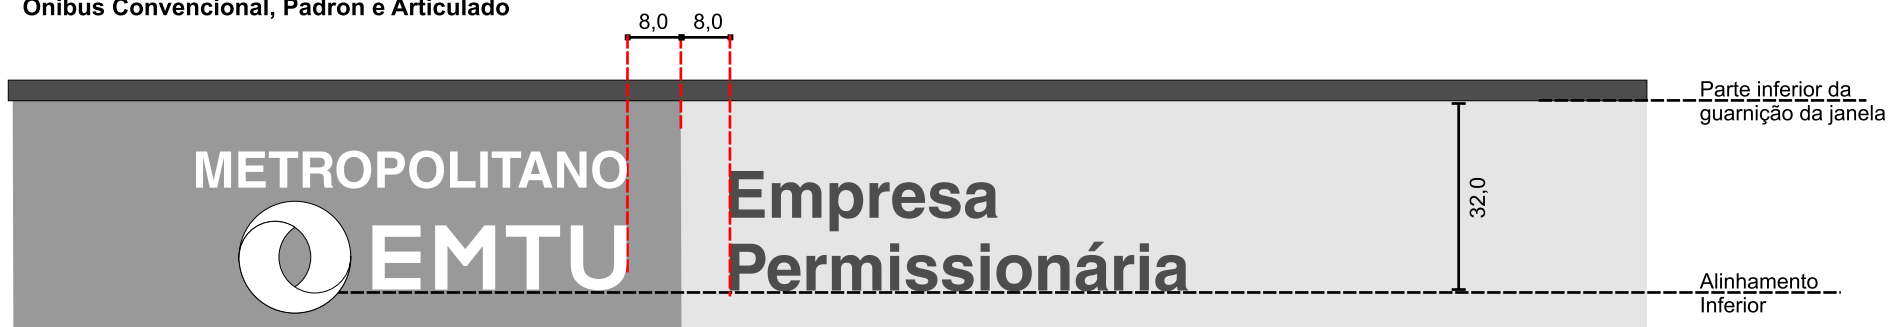 Ônibus Convencional, Padron e Articulado
8,0 8,0
Parte inferior da
guarnição da janela
METROPOLITANO
EMTU
Empresa
Permissionária
32,0
Alinhamento
Inferior